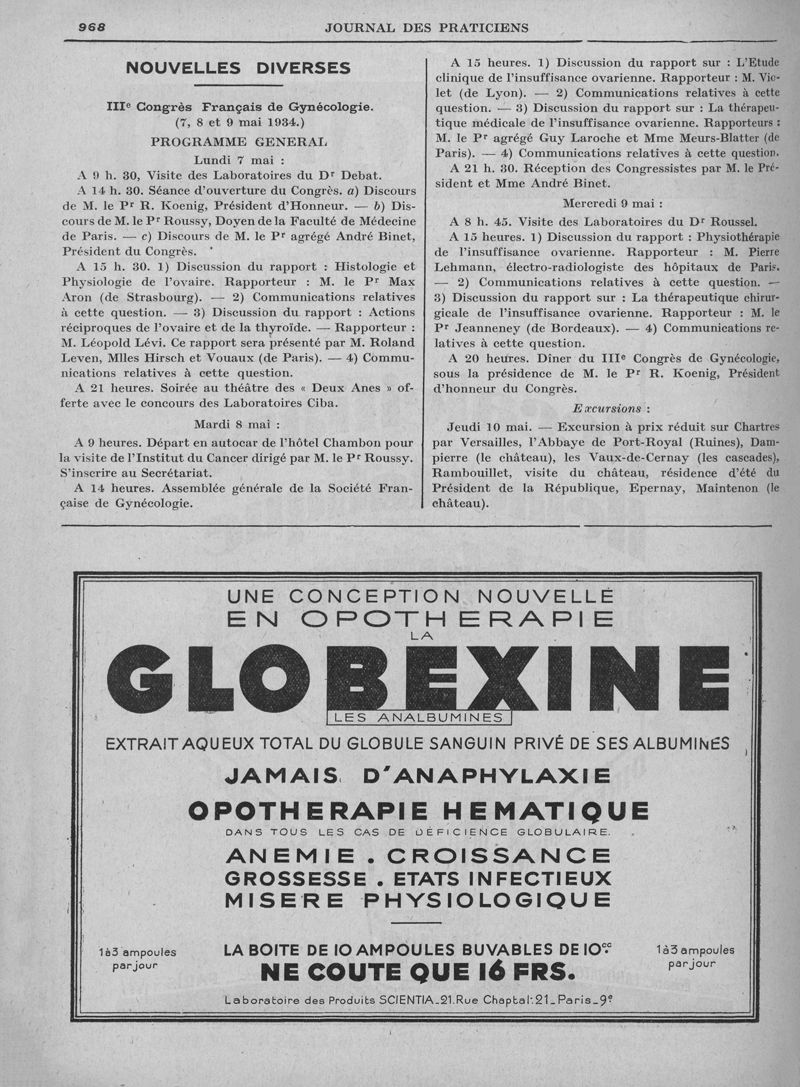 968
JOURNAL DES PRATICIENS
NOUVELLES DIVERSES
IIIe Congrès Français de Gynécologie.
(7, 8 et 9 mai 1934.)
PROGRAMME GENERAL
Lundi 7 mai :
A 9 h. 30, Visite des Laboratoires du Dr Debat.
A 14 h. 30. Séance d'ouverture du Congrès. a) Discours
de M. le Pr R. Koenig, Président d'Honneur. — b) Dis-
cours de M. le Pr Roussy, Doyen de la Faculté de Médecine
de Paris. — c) Discours de M. le Pr agrégé André Binet,
Président du Congrès.
A 15 h. 30. 1) Discussion du rapport : Histologie et
Physiologie de l'ovaire. Rapporteur : M. le Pr Max
Aron (de Strasbourg). — 2) Communications relatives
à cette question. — 3) Discussion du rapport : Actions
réciproques de l'ovaire et de la thyroïde. — Rapporteur :
M. Léopold Lévi. Ce rapport sera présenté par M. Roland
Leven, Mlles Hirsch et Vouaux (de Paris). — 4) Commu-
nications relatives à cette question.
A 21 heures. Soirée au théâtre des « Deux Anes » of-
ferte avec le concours des Laboratoires Ciba.
Mardi 8 mai :
A 9 heures. Départ en autocar de l'hôtel Chambon pour
la visite de l'Institut du Cancer dirigé par M. le Pr Roussy.
S'inscrire au Secrétariat.
A 14 heures. Assemblée générale de la Société Fran-
çaise de Gynécologie.
A 15 heures. 1) Discussion du rapport sur : L'Etude
clinique de l'insuffisance ovarienne. Rapporteur : M. Vio-
let (de Lyon). — 2) Communications relatives à cette
question. — 3) Discussion du rapport sur : La thérapeu-
tique médicale de l'insuffisance ovarienne. Rapporteurs :
M. le Pr agrégé Guy Laroche et Mme Meurs-Blatter (de
Paris). — 4) Communications relatives à cette question.
A 21 h. 30. Réception des Congressistes par M. le Pré-
sident et Mme André Binet.
Mercredi 9 mai :
A 8 h. 45. Visite des Laboratoires du Dr Roussel.
A 15 heures. 1) Discussion du rapport : Physiothérapie
de l'insuffisance ovarienne. Rapporteur : M. Pierre
Lehmann, électro-radiologiste des hôpitaux de Paris.
— 2) Communications relatives à cette question. —
3) Discussion du rapport sur : La thérapeutique chirur-
gicale de l'insuffisance ovarienne. Rapporteur : M. le
Pr Jeanneney (de Bordeaux). — 4) Communications re-
latives à cette question.
A 20 heures. Dîner du IIIe Congrès de Gynécologie,
sous la présidence de M. le Pr R. Koenig, Président
d'honneur du Congrès.
Excursions :
Jeudi 10 mai. — Excursion à prix réduit sur Chartres
par Versailles, l'Abbaye de Port-Royal (Ruines), Dam-
pierre (le château), les Vaux-de-Cernay (les cascades),
Rambouillet, visite du château, résidence d'été du
Président de la République, Epernay, Maintenon (le
château).
UNE CONCEPTION NOUVELLE
EN OPOTHERAPIE
LA
GLOBEXINE
LES ANALBUMINES
EXTRAIT AQUEUX TOTAL DU GLOBULE SANGUIN PRIVÉ DE SES ALBUMINES
JAMAIS D'ANAPHYLAXIE
OPOTHERAPIE HEMATIQUE
DANS TOUS LES CAS DE DÉFICIENCE GLOBULAIRE.
ANEMIE . CROISSANCE
GROSSESSE . ETATS INFECTIEUX
MISERE PHYSIOLOGIQUE
1 à 3 ampoules
par jour
LA BOITE DE 10 AMPOULES BUVABLES DE 10cc.
NE COUTE QUE 16 FRS.
1 à 3 ampoules
par jour
Laboratoire des Produits SCIENTIA_21.Rue Chaptal.21_Paris_9e